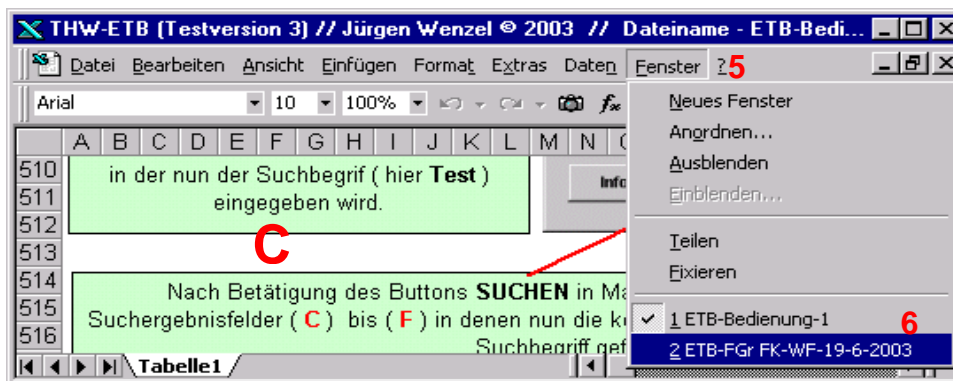 THW-ETB (Testversion 3) // Jürgen Wenzel © 2003 // Dateiname - ETB-Bedi...
Datei Bearbeiten Ansicht Einfügen Format Extras Daten Fenster ? 5
Arial 10 100% fx
Neues Fenster
Anordnen...
Ausblenden
Einblenden...
Teilen
Fixieren
1 ETB-Bedienung-1
6
2 ETB-FGr FK-WF-19-6-2003
A B C D E F G H I J K L M N
510 in der nun der Suchbegrif ( hier Test )
511 eingegeben wird.
Info
512
C
513
514 Nach Betätigung des Buttons SUCHEN in
515 Suchergebnisfelder ( C ) bis ( F ) in denen nun die
516 Suchbegriff
Tabelle1